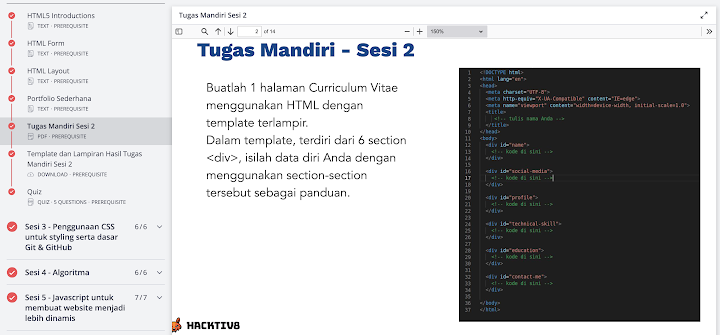 HTML5 Introductions
TEXT - PREREQUISITE
HTML Form
TEXT - PREREQUISITE
HTML Layout
TEXT - PREREQUISITE
Portfolio Sederhana
TEXT - PREREQUISITE
Tugas Mandiri Sesi 2
PDF - PREREQUISITE
Template dan Lampiran Hasil Tugas
Mandiri Sesi 2
DOWNLOAD - PREREQUISITE
Quiz
QUIZ - 5 QUESTIONS - PREREQUISITE
Sesi 3 - Penggunaan CSS
untuk styling serta dasar
Git & GitHub
6/6
Sesi 4 - Algoritma
6/6
Sesi 5 - Javascript untuk
membuat website menjadi
lebih dinamis
7/7
Tugas Mandiri Sesi 2
2 of 14
150%
Tugas Mandiri - Sesi 2
Buatlah 1 halaman Curriculum Vitae
menggunakan HTML dengan
template terlampir.
Dalam template, terdiri dari 6 section
<div>, isilah data diri Anda dengan
menggunakan section-section
tersebut sebagai panduan.
1 <!DOCTYPE html>
2 <html lang="en">
3 <head>
4 <meta charset="UTF-8">
5 <meta http-equiv="X-UA-Compatible" content="IE=edge">
6 <meta name="viewport" content="width=device-width, initial-scale=1.0">
7 <title>
8 <!-- tulis nama Anda -->
9 </title>
10 </head>
11 <body>
12 <div id="name">
13 <!-- kode di sini -->
14 </div>
15
16 <div id="social-media">
17 <!-- kode di sini -->
18 </div>
19
20 <div id="profile">
21 <!-- kode di sini -->
22 </div>
23
24 <div id="technical-skill">
25 <!-- kode di sini -->
26 </div>
27
28 <div id="education">
29 <!-- kode di sini -->
30 </div>
31
32 <div id="contact-me">
33 <!-- kode di sini -->
34 </div>
35
36 </body>
37 </html>
HACKTIV8